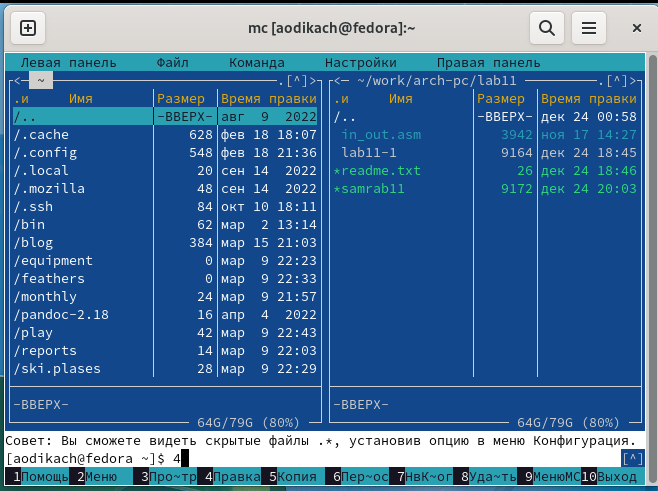 mc [aodikach@fedora]:~
Левая панель Файл Команда Настройки Правая панель
<─ ~ .[^]> <─ ~/work/arch-pc/lab11 .[^]>
.и Имя Размер Время правки .и Имя Размер Время правки
/.. -ВВЕРХ- авг 9 2022 /.. -ВВЕРХ- дек 24 00:58
/.cache 628 фев 18 18:07 in_out.asm 3942 ноя 17 14:27
/.config 548 фев 18 21:36 lab11-1 9164 дек 24 18:45
/.local 20 сен 14 2022 *readme.txt 26 дек 24 18:46
/.mozilla 48 сен 14 2022 *samrab11 9172 дек 24 20:03
/.ssh 84 окт 10 18:11
/bin 62 мар 2 13:14
/blog 384 мар 15 21:03
/equipment 0 мар 9 22:23
/feathers 0 мар 9 22:33
/monthly 24 мар 9 21:57
/pandoc-2.18 16 апр 4 2022
/play 42 мар 9 22:43
/reports 14 мар 9 22:03
/ski.plases 28 мар 9 22:29
-ВВЕРХ- -ВВЕРХ-
64G/79G (80%) 64G/79G (80%)
Совет: Вы сможете видеть скрытые файлы .*, установив опцию в меню Конфигурация.
[aodikach@fedora ~]$ 4 [^]
1Помощь 2Меню 3Про~тр 4Правка 5Копия 6Пер~ос 7НвК~ог 8Уда~ть 9МенюМС 10Выход